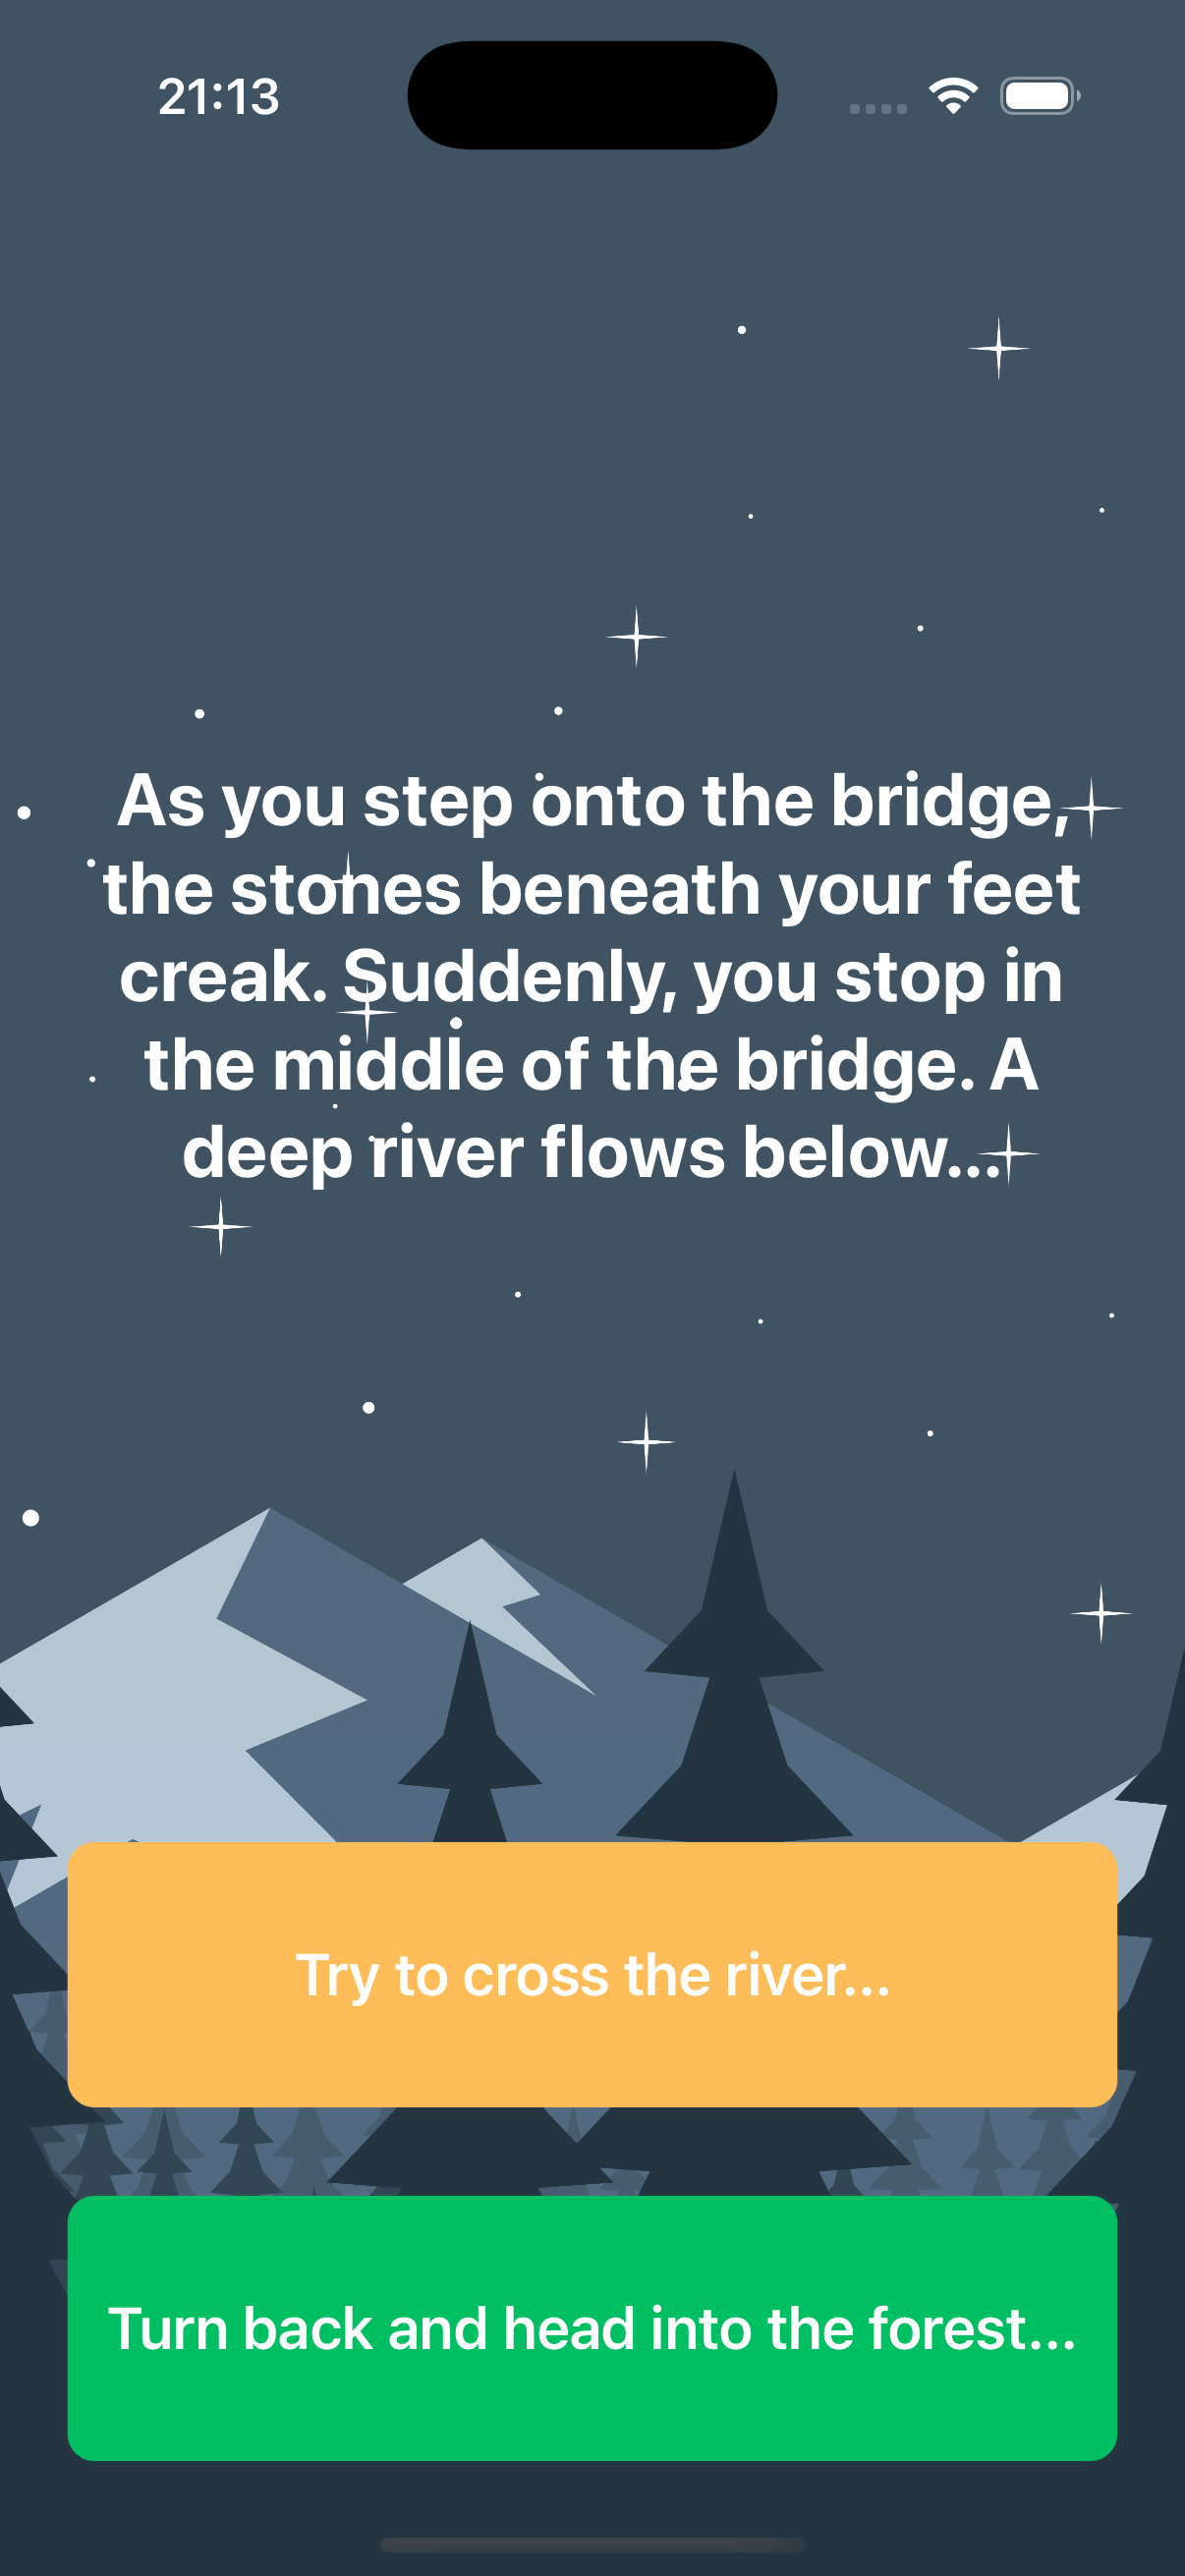 21:13
As you step onto the bridge,
the stones beneath your feet
creak. Suddenly, you stop in
the middle of the bridge. A
deep river flows below...
Try to cross the river...
Turn back and head into the forest...